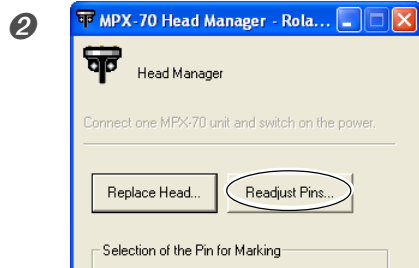 2
MPX-70 Head Manager - Rola...
Head Manager
Connect one MPX-70 unit and switch on the power.
Replace Head... Readjust Pins...
Selection of the Pin for Marking